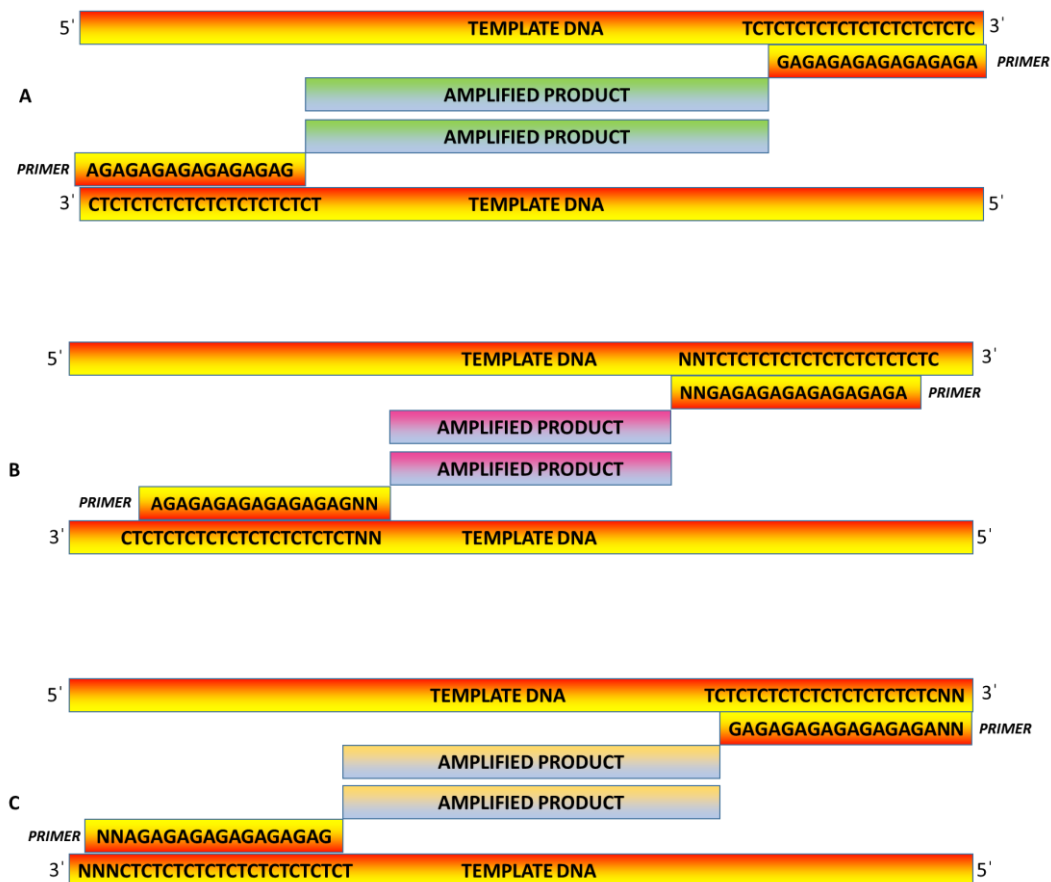 5' TEMPLATE DNA TCTCTCTCTCTCTCTCTCTCTC 3'
GAGAGAGAGAGAGAGA PRIMER
A AMPLIFIED PRODUCT
AMPLIFIED PRODUCT
PRIMER AGAGAGAGAGAGAGAG
3' CTCTCTCTCTCTCTCTCTCTCT TEMPLATE DNA 5'
5' TEMPLATE DNA NNTCTCTCTCTCTCTCTCTCTCTC 3'
NNGAGAGAGAGAGAGAGA PRIMER
AMPLIFIED PRODUCT
B AMPLIFIED PRODUCT
PRIMER AGAGAGAGAGAGAGAGNN
3' CTCTCTCTCTCTCTCTCTCTCTNN TEMPLATE DNA 5'
5' TEMPLATE DNA TCTCTCTCTCTCTCTCTCTCTCNN 3'
GAGAGAGAGAGAGAGANN PRIMER
AMPLIFIED PRODUCT
C AMPLIFIED PRODUCT
PRIMER NNAGAGAGAGAGAGAGAG
3' NNNCTCTCTCTCTCTCTCTCTCTCT TEMPLATE DNA 5'